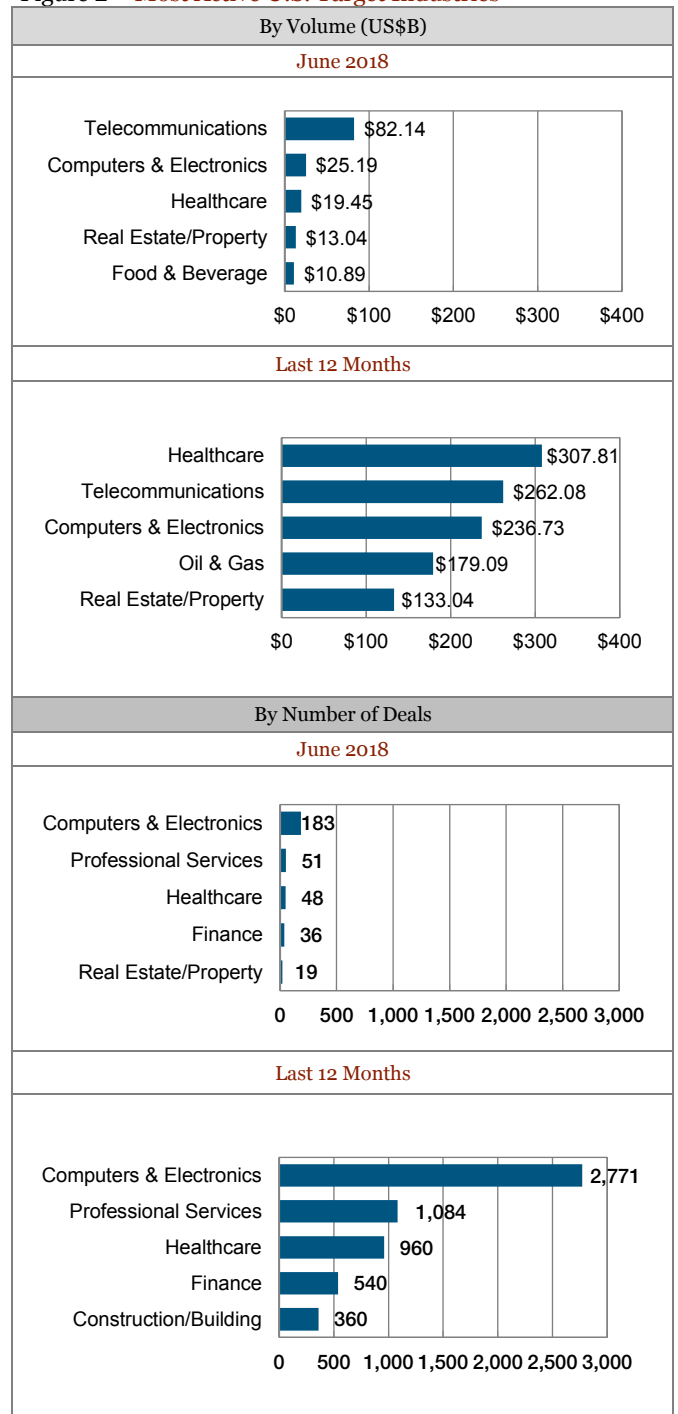 Figure 2 – Most Active U.S. Target Industries
By Volume (US$B)
June 2018
Telecommunications $82.14
Computers & Electronics $25.19
Healthcare $19.45
Real Estate/Property $13.04
Food & Beverage $10.89
$0 $100 $200 $300 $400
Last 12 Months
Healthcare $307.81
Telecommunications $262.08
Computers & Electronics $236.73
Oil & Gas $179.09
Real Estate/Property $133.04
$0 $100 $200 $300 $400
By Number of Deals
June 2018
Computers & Electronics 183
Professional Services 51
Healthcare 48
Finance 36
Real Estate/Property 19
0 500 1,000 1,500 2,000 2,500 3,000
Last 12 Months
Computers & Electronics 2,771
Professional Services 1,084
Healthcare 960
Finance 540
Construction/Building 360
0 500 1,000 1,500 2,000 2,500 3,000